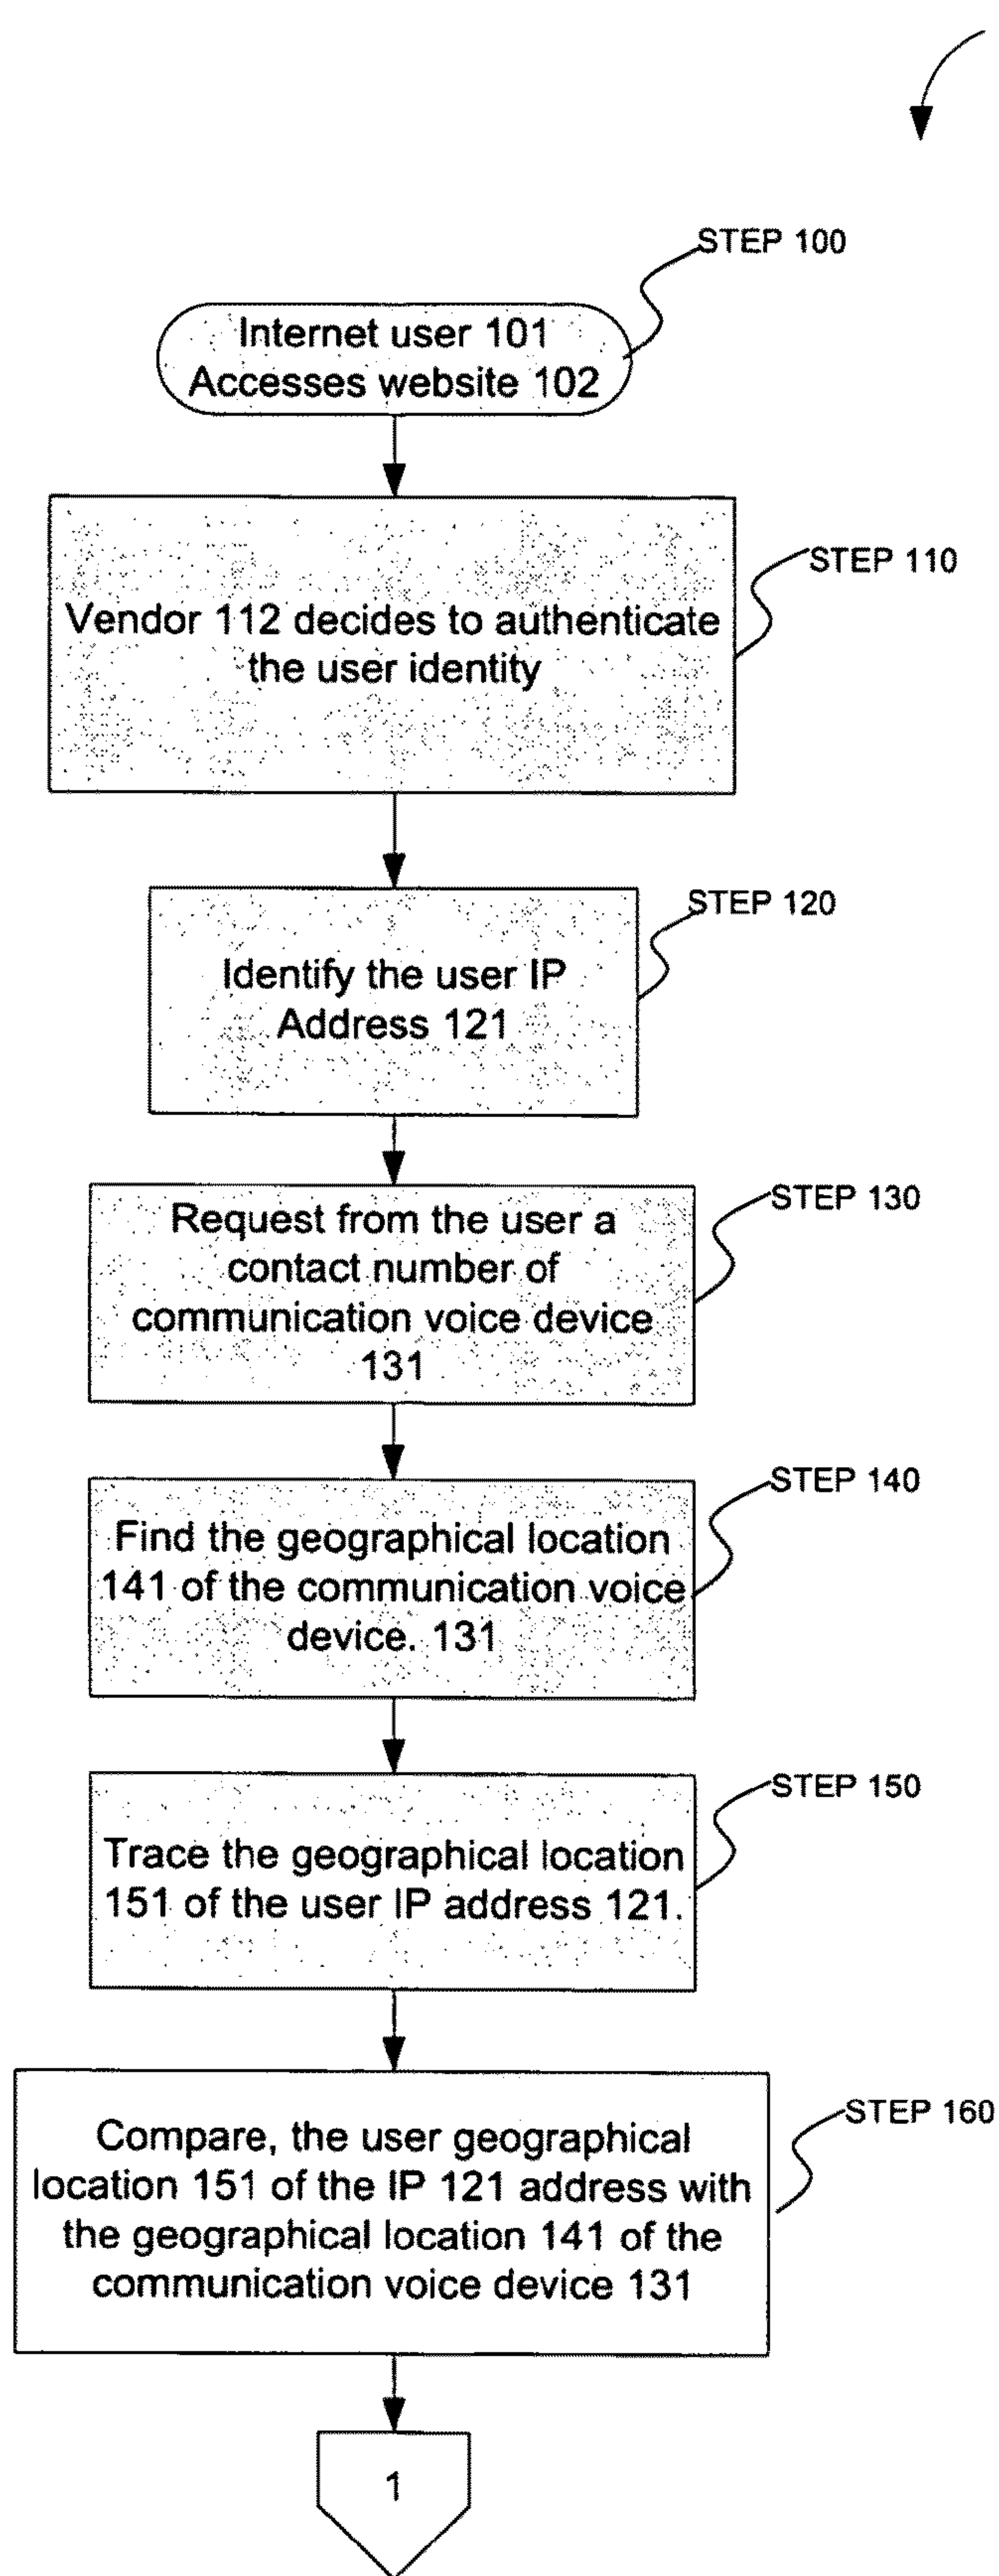 STEP 100
Internet user 101
Accesses website 102
STEP 110
Vendor 112 decides to authenticate
the user identity
STEP 120
Identify the user IP
Address 121
STEP 130
Request from the user a
contact number of
communication voice device
131
STEP 140
Find the geographical location
141 of the communication voice
device. 131
STEP 150
Trace the geographical location
151 of the user IP address 121.
STEP 160
Compare, the user geographical
location 151 of the IP 121 address with
the geographical location 141 of the
communication voice device 131
1